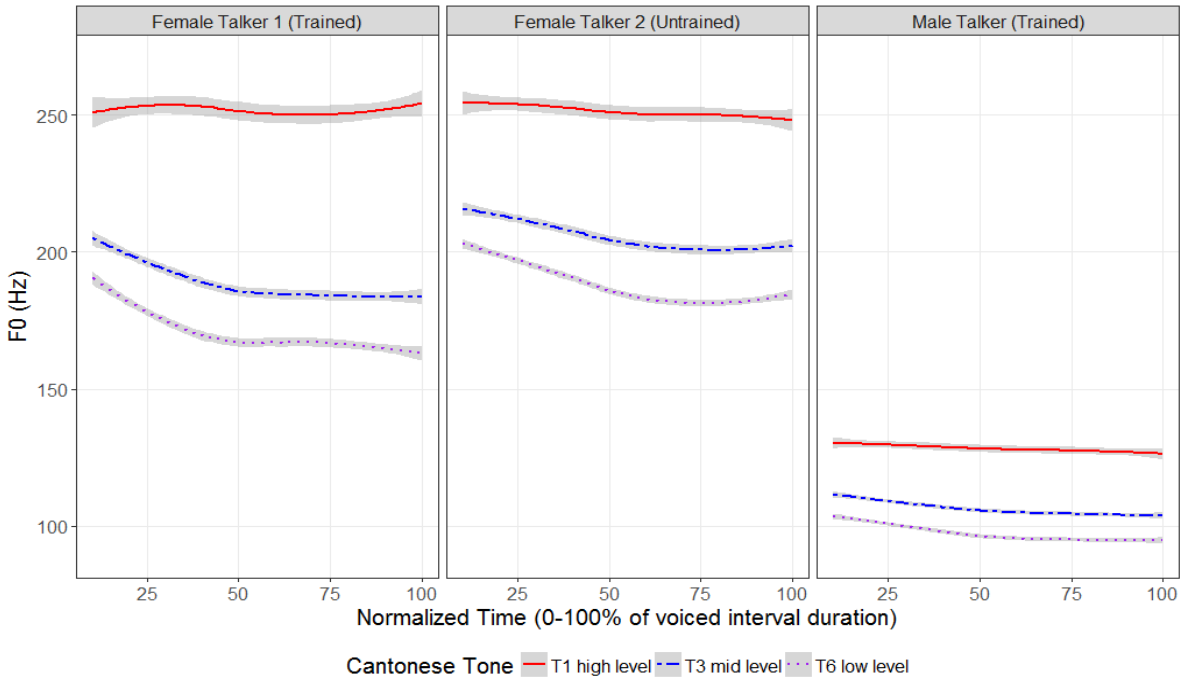 Female Talker 1 (Trained)
Female Talker 2 (Untrained)
Male Talker (Trained)
F0 (Hz)
250
200
150
100
25 50 75 100
25 50 75 100
25 50 75 100
Normalized Time (0-100% of voiced interval duration)
Cantonese Tone T1 high level T3 mid level T6 low level